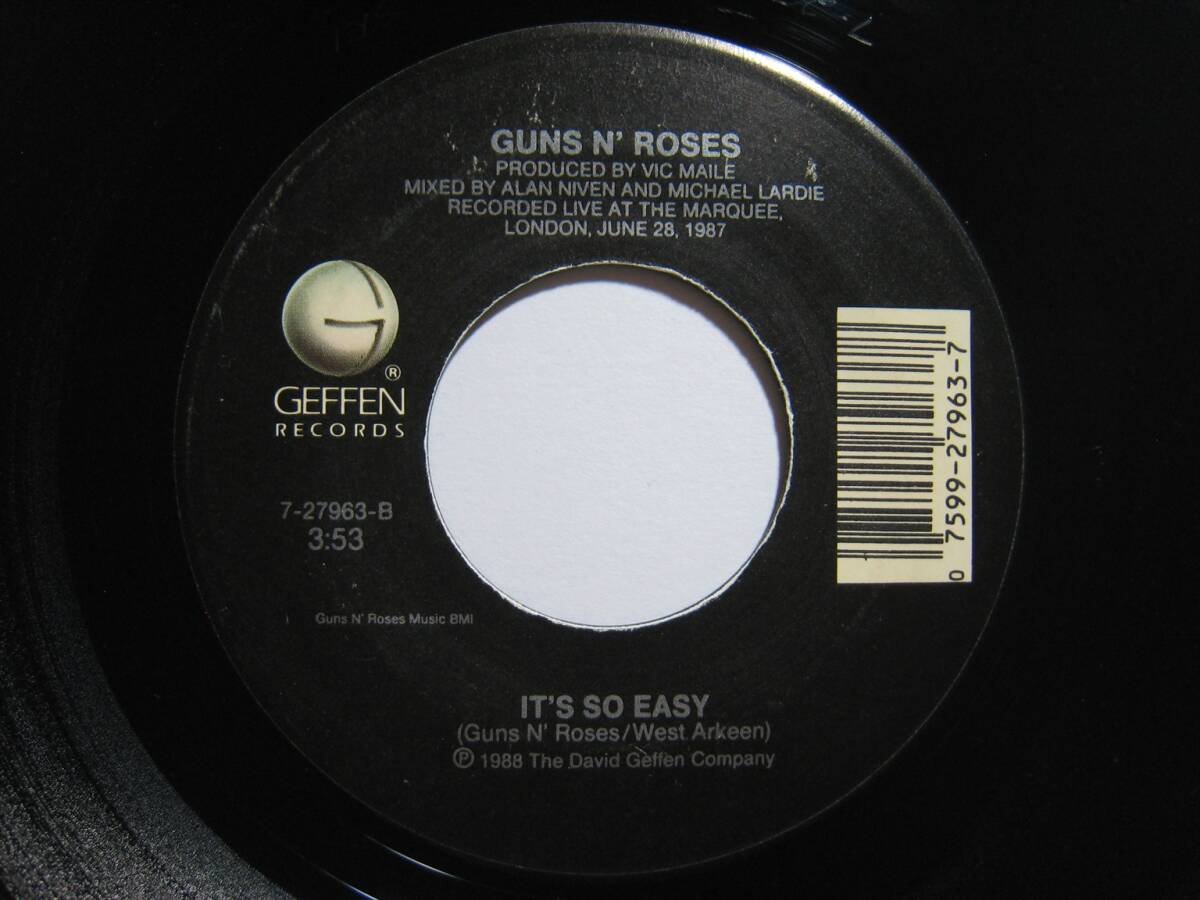 GUNS N' ROSES
PRODUCED BY VIC MAILE
MIXED BY ALAN NIVEN AND MICHAEL LARDIE
RECORDED LIVE AT THE MARQUEE,
LONDON, JUNE 28, 1987
GEFFEN ®
RECORDS
7-27963-B
3:53
Guns N' Roses Music BMI
0 7599-27963-7
IT'S SO EASY
(Guns N' Roses/West Arkeen)
℗ 1988 The David Geffen Company